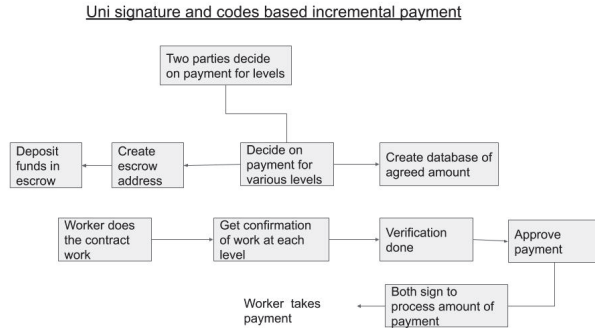 Uni signature and codes based incremental payment
Two parties decide
on payment for levels
Deposit
funds in
escrow
Create
escrow
address
Decide on
payment for
various levels
Create database of
agreed amount
Worker does
the contract
work
Get confirmation
of work at each
level
Verification
done
Approve
payment
Both sign to
process amount of
payment
Worker takes
payment